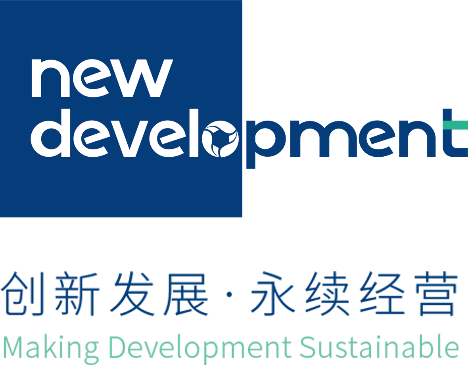 new
development
创新发展·永续经营
Making Development Sustainable